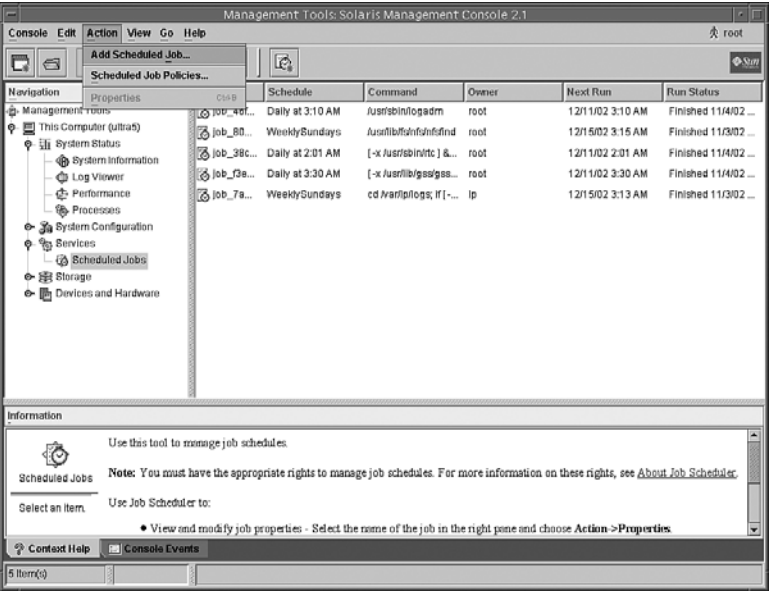 Management Tools: Solaris Management Console 2.1
Console Edit Action View Go Help
root
Add Scheduled Job...
Scheduled Job Policies...
Properties Ctrl-B
Sun
Navigation
Management Tools
This Computer (ultra5)
System Status
System Information
Log Viewer
Performance
Processes
System Configuration
Services
Scheduled Jobs
Storage
Devices and Hardware
Schedule Command Owner Next Run Run Status
job_48f... Daily at 3:10 AM /usr/sbin/logadm root 12/11/02 3:10 AM Finished 11/4/02 ...
job_80... WeeklySundays /usr/lib/fs/nfs/nfsfind root 12/15/02 3:15 AM Finished 11/3/02 ...
job_38c... Daily at 2:01 AM [ -x /usr/sbin/rtc ] &... root 12/11/02 2:01 AM Finished 11/4/02 ...
job_f3e... Daily at 3:30 AM [ -x /usr/lib/gss/gss... root 12/11/02 3:30 AM Finished 11/4/02 ...
job_7a... WeeklySundays cd /var/lp/logs; if [ -... lp 12/15/02 3:13 AM Finished 11/3/02 ...
Information
Scheduled Jobs
Select an item.
Use this tool to manage job schedules.
Note: You must have the appropriate rights to manage job schedules. For more information on these rights, see About Job Scheduler.
Use Job Scheduler to:
• View and modify job properties - Select the name of the job in the right pane and choose Action->Properties.
Context Help Console Events
5 Item(s)